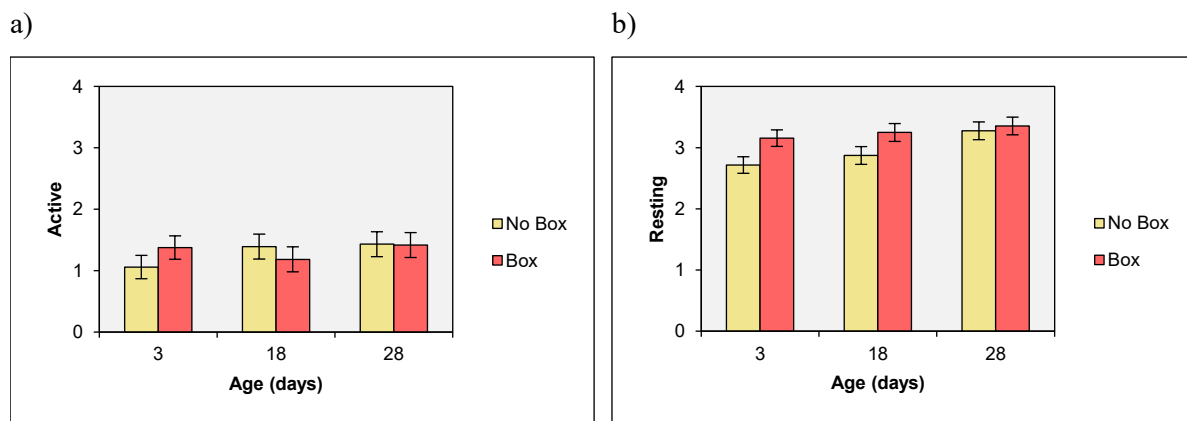 a)
4
3
2
1
0
Active
3 18 28
Age (days)
No Box
Box
b)
4
3
2
1
0
Resting
3 18 28
Age (days)
No Box
Box